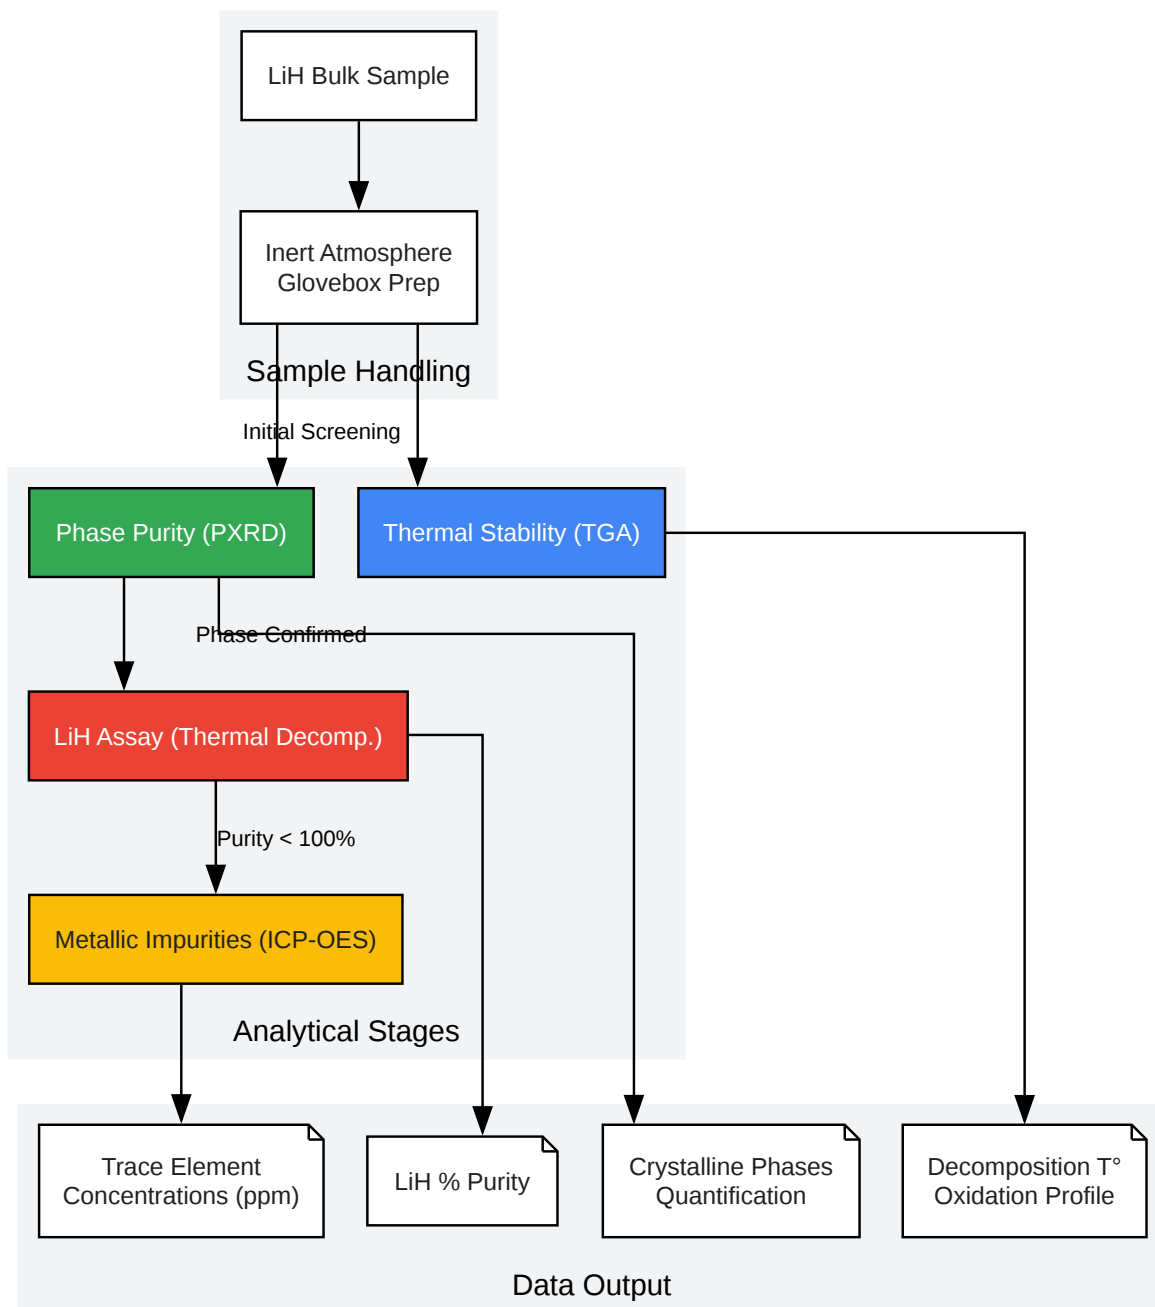 LiH Bulk Sample
Inert Atmosphere
Glovebox Prep
Sample Handling
Initial Screening
Phase Purity (PXRD)
Thermal Stability (TGA)
Phase Confirmed
LiH Assay (Thermal Decomp.)
Purity < 100%
Metallic Impurities (ICP-OES)
Analytical Stages
Trace Element
Concentrations (ppm)
LiH % Purity
Crystalline Phases
Quantification
Decomposition T°
Oxidation Profile
Data Output